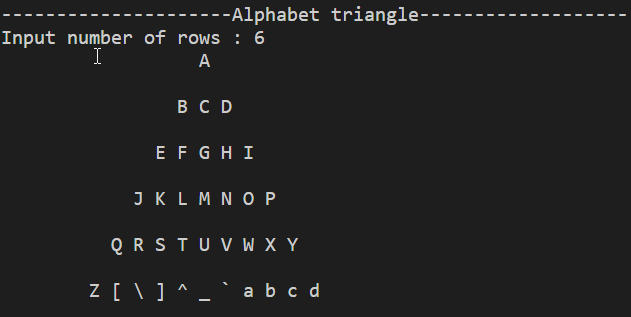 ---------------------Alphabet triangle-------------------
Input number of rows : 6
A
B C D
E F G H I
J K L M N O P
Q R S T U V W X Y
Z [ \ ] ^ _ ` a b c d